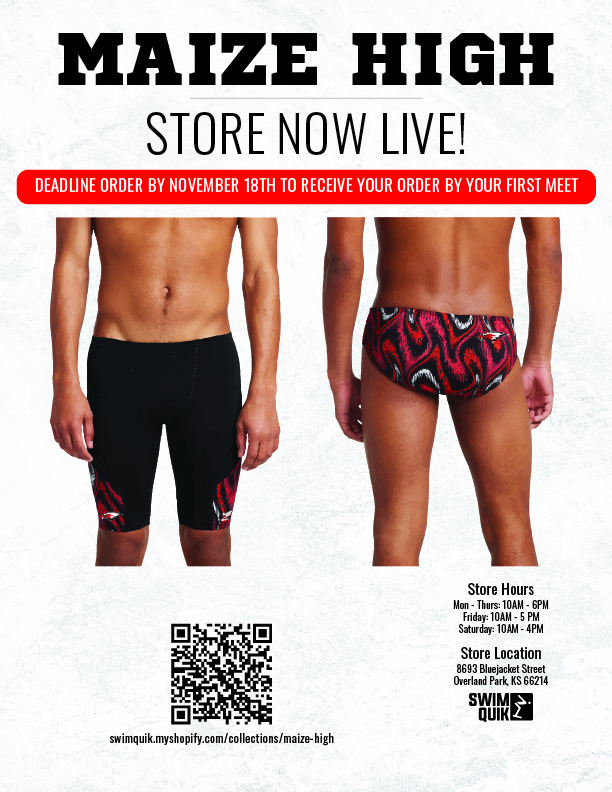 MAIZE HIGH
STORE NOW LIVE!
DEADLINE ORDER BY NOVEMBER 18TH TO RECEIVE YOUR ORDER BY YOUR FIRST MEET
Store Hours
Mon - Thurs: 10AM - 6PM
Friday: 10AM - 5 PM
Saturday: 10AM - 4PM
Store Location
8693 Bluejacket Street
Overland Park, KS 66214
SWIM
QUIK
swimquik.myshopify.com/collections/maize-high